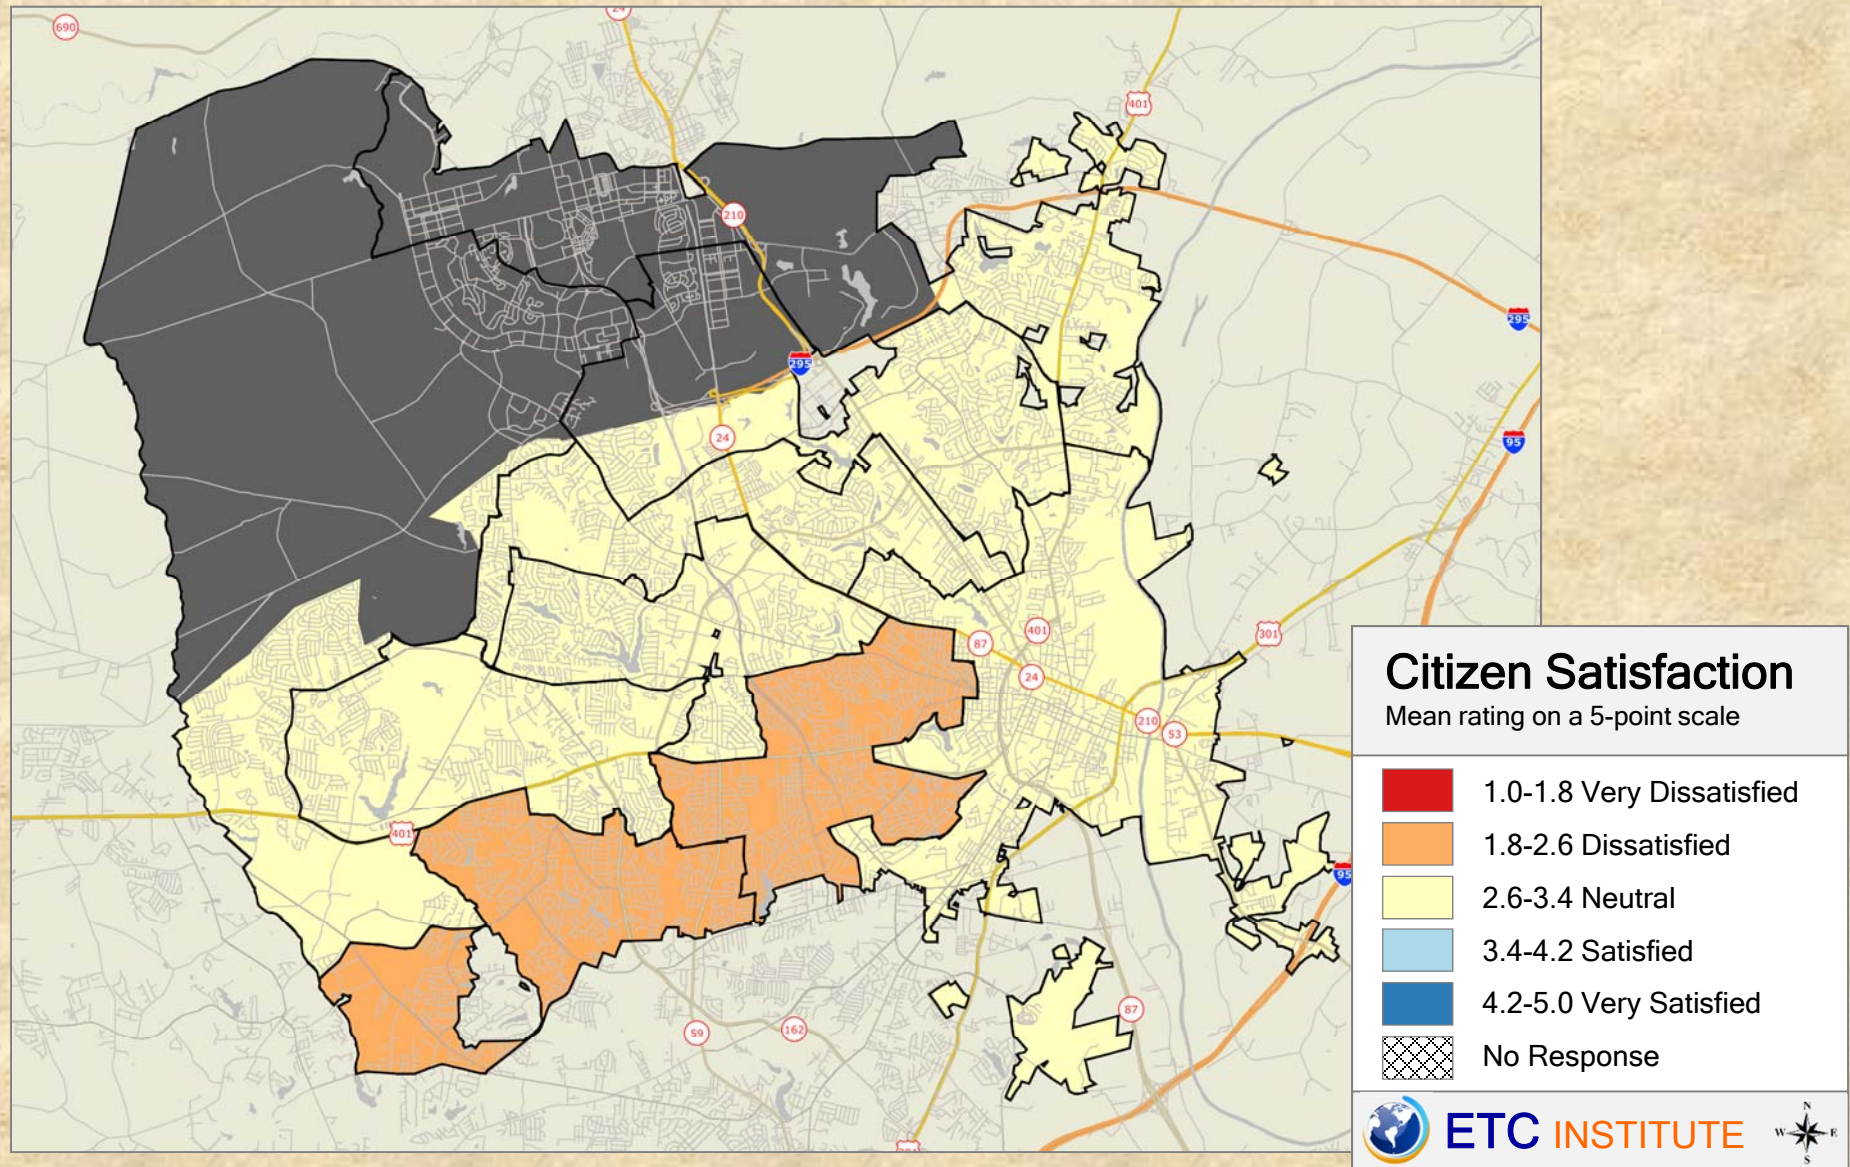 690
24
401
210
295
295
24
95
401
301
87
24
210
53
401
95
87
59
162
Citizen Satisfaction
Mean rating on a 5-point scale
1.0-1.8 Very Dissatisfied
1.8-2.6 Dissatisfied
2.6-3.4 Neutral
3.4-4.2 Satisfied
4.2-5.0 Very Satisfied
No Response
ETC INSTITUTE
N
W E
S